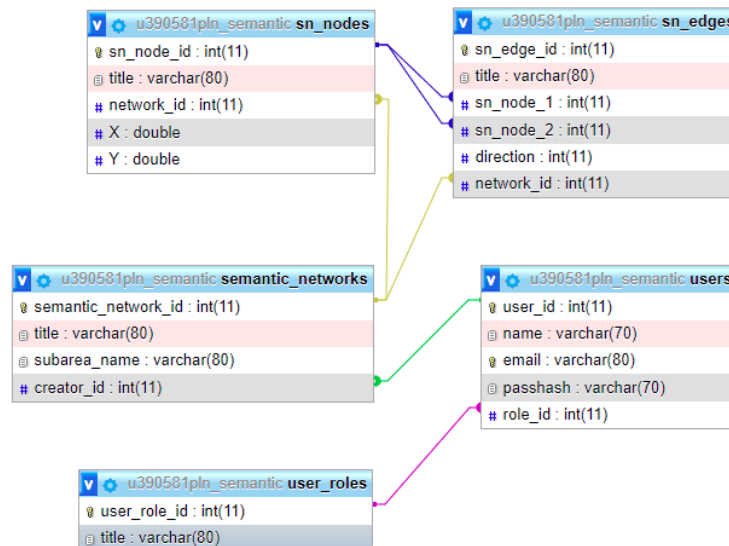 v u390581pln_semantic sn_nodes
sn_node_id : int(11)
title : varchar(80)
# network_id : int(11)
# X : double
# Y : double
v u390581pln_semantic sn_edges
sn_edge_id : int(11)
title : varchar(80)
# sn_node_1 : int(11)
# sn_node_2 : int(11)
# direction : int(11)
# network_id : int(11)
v u390581pln_semantic semantic_networks
semantic_network_id : int(11)
title : varchar(80)
subarea_name : varchar(80)
# creator_id : int(11)
v u390581pln_semantic users
user_id : int(11)
name : varchar(70)
email : varchar(80)
passhash : varchar(70)
# role_id : int(11)
v u390581pln_semantic user_roles
user_role_id : int(11)
title : varchar(80)